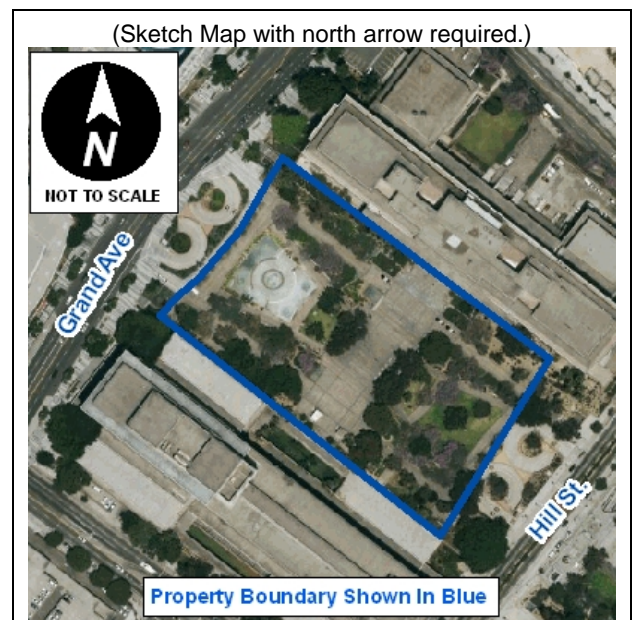 (Sketch Map with north arrow required.)
N
NOT TO SCALE
Grand Ave
Hill St.
Property Boundary Shown In Blue